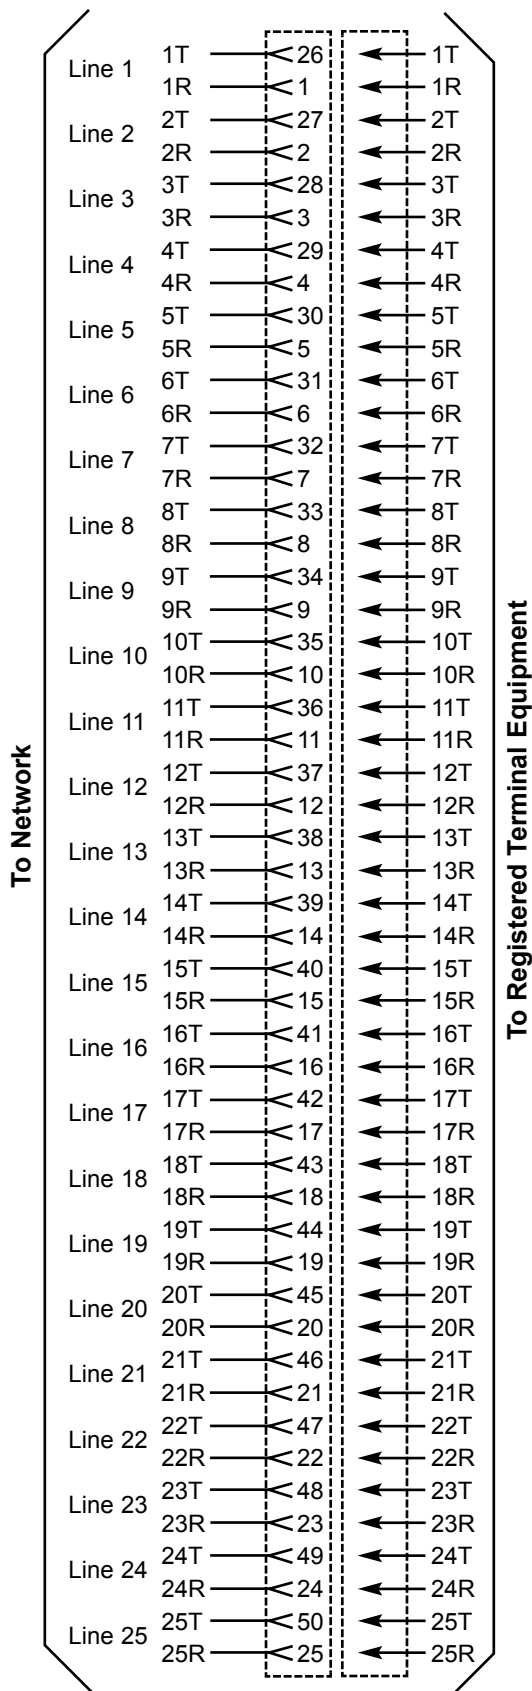 To Network
Line 1
1T 26 1T
1R 1 1R
Line 2
2T 27 2T
2R 2 2R
Line 3
3T 28 3T
3R 3 3R
Line 4
4T 29 4T
4R 4 4R
Line 5
5T 30 5T
5R 5 5R
Line 6
6T 31 6T
6R 6 6R
Line 7
7T 32 7T
7R 7 7R
Line 8
8T 33 8T
8R 8 8R
Line 9
9T 34 9T
9R 9 9R
Line 10
10T 35 10T
10R 10 10R
Line 11
11T 36 11T
11R 11 11R
Line 12
12T 37 12T
12R 12 12R
Line 13
13T 38 13T
13R 13 13R
Line 14
14T 39 14T
14R 14 14R
Line 15
15T 40 15T
15R 15 15R
Line 16
16T 41 16T
16R 16 16R
Line 17
17T 42 17T
17R 17 17R
Line 18
18T 43 18T
18R 18 18R
Line 19
19T 44 19T
19R 19 19R
Line 20
20T 45 20T
20R 20 20R
Line 21
21T 46 21T
21R 21 21R
Line 22
22T 47 22T
22R 22 22R
Line 23
23T 48 23T
23R 23 23R
Line 24
24T 49 24T
24R 24 24R
Line 25
25T 50 25T
25R 25 25R
To Registered Terminal Equipment